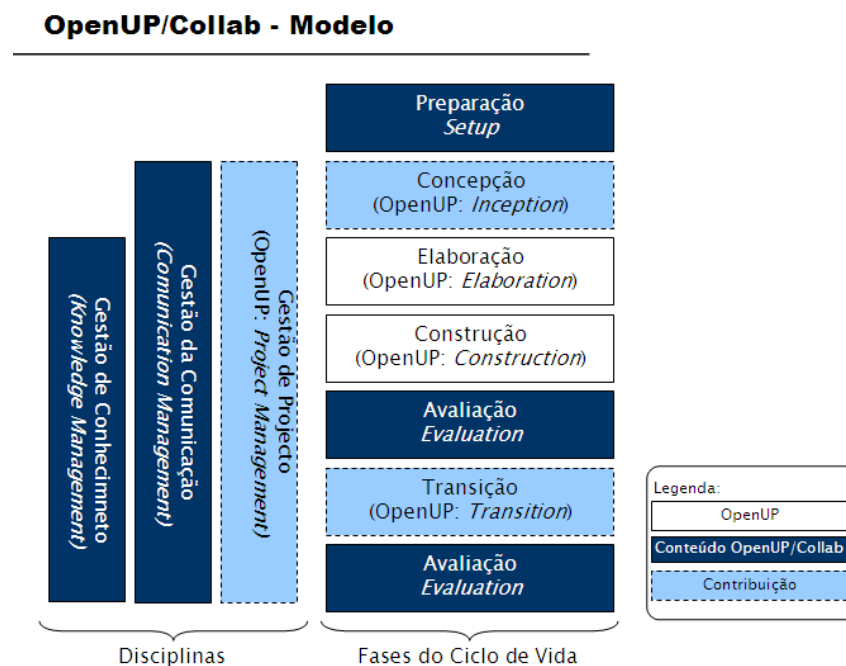 OpenUP/Collab - Modelo
Gestão de Conhecimneto
(Knowledge Management)
Gestão da Comunicação
(Comunication Management)
Gestão de Projecto
(OpenUP: Project Management)
Preparação
Setup
Concepção
(OpenUP: Inception)
Elaboração
(OpenUP: Elaboration)
Construção
(OpenUP: Construction)
Avaliação
Evaluation
Transição
(OpenUP: Transition)
Avaliação
Evaluation
Disciplinas
Fases do Ciclo de Vida
Legenda:
OpenUP
Conteúdo OpenUP/Collab
Contribuição